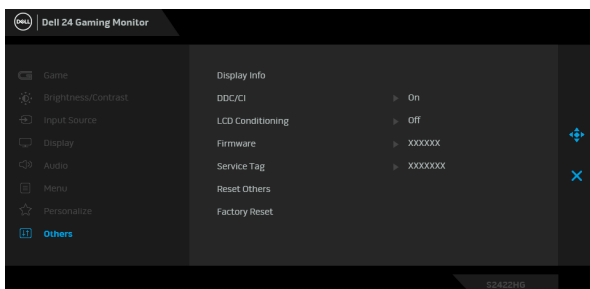 DELL Dell 24 Gaming Monitor
Game
Brightness/Contrast
Input Source
Display
Audio
Menu
Personalize
Others
Display Info
DDC/CI On
LCD Conditioning Off
Firmware XXXXXX
Service Tag XXXXXXX
Reset Others
Factory Reset
S2422HG